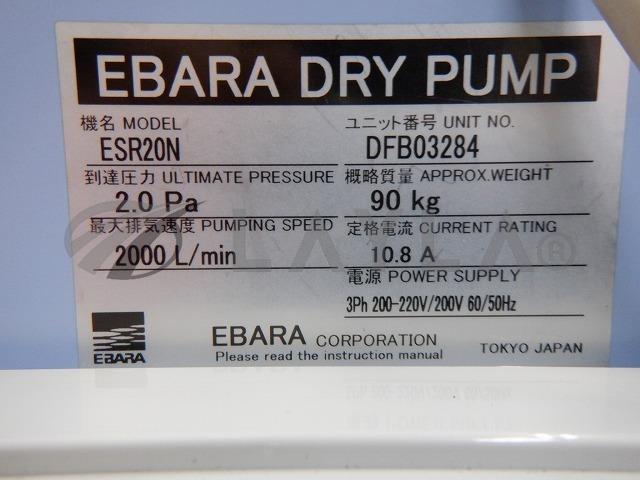 EBARA DRY PUMP
機名 MODEL
ESR20N
ユニット番号 UNIT NO.
DFB03284
到達圧力 ULTIMATE PRESSURE
2.0 Pa
概略質量 APPROX.WEIGHT
90 kg
最大排気速度 PUMPING SPEED
2000 L/min
定格電流 CURRENT RATING
10.8 A
電源 POWER SUPPLY
3Ph 200-220V/200V 60/50Hz
EBARA
EBARA CORPORATION
Please read the instruction manual
TOKYO JAPAN